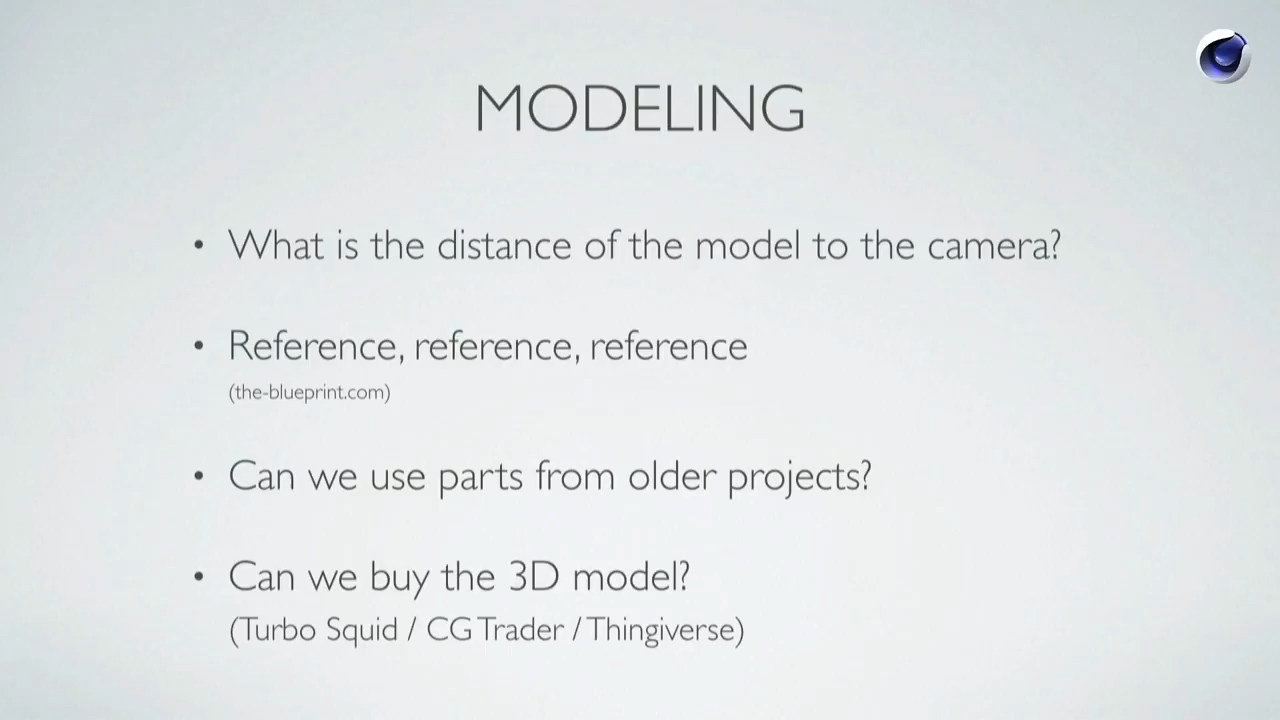 MODELING
• What is the distance of the model to the camera?
• Reference, reference, reference
(the-blueprint.com)
• Can we use parts from older projects?
• Can we buy the 3D model?
(Turbo Squid / CG Trader / Thingiverse)